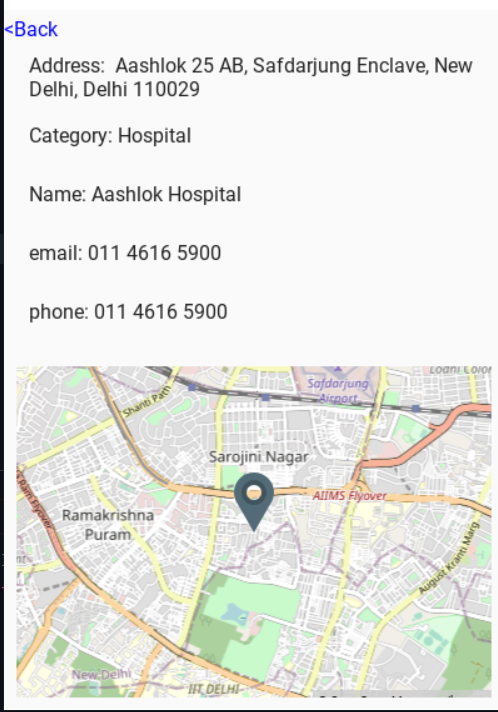 <Back
Address:  Aashlok 25 AB, Safdarjung Enclave, New
Delhi, Delhi 110029
Category: Hospital
Name: Aashlok Hospital
email: 011 4616 5900
phone: 011 4616 5900
Lodhi Color
Safdarjung
Airport
Shanti Path
Sarojini Nagar
AIIMS Flyover
Ramakrishna
Puram
Ram Flyover
August Kranti Marg
New Delhi
IIT DELHI